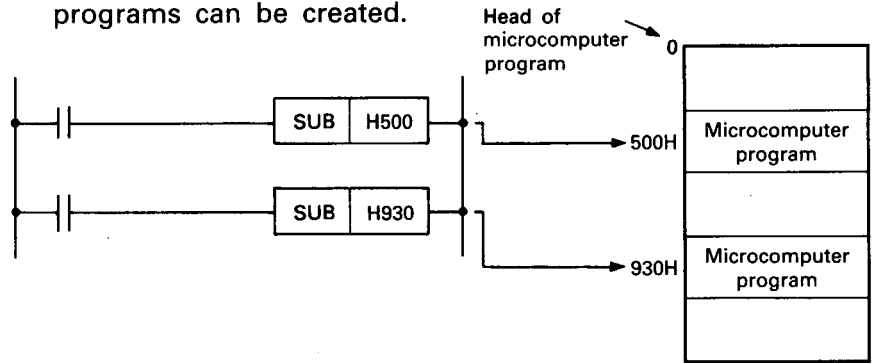 programs can be created.
Head of
microcomputer
program
0
SUB H500
500H
Microcomputer
program
SUB H930
930H
Microcomputer
program